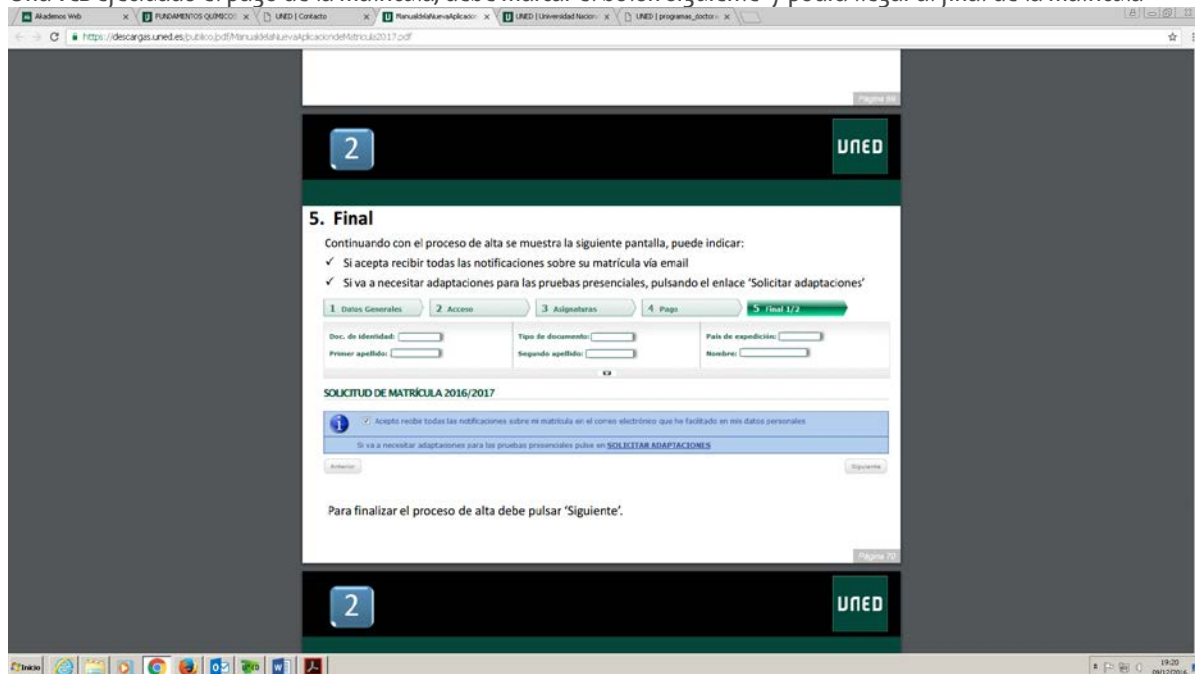 Una vez ejecutado el pago de la matrícula, debe marcar el botón siguiente y podrá llegar al final de la matrícula
Akademos Web
FUNDAMENTOS QUÍMICOS
UNED | Contacto
UNED | Universidad Nacion
UNED | programas_doctor
https://descargas.uned.es/publico/pdf/ManualdelaNuevaAplicaciondeMatricula2017.pdf
Página 69
2
UNED
5. Final
Continuando con el proceso de alta se muestra la siguiente pantalla, puede indicar:
✓ Si acepta recibir todas las notificaciones sobre su matrícula vía email
✓ Si va a necesitar adaptaciones para las pruebas presenciales, pulsando el enlace ‘Solicitar adaptaciones’
1 Datos Generales 2 Acceso 3 Asignaturas 4 Pago 5 Final 1/2
Doc. de identidad: Tipo de documento: País de expedición:
Primer apellido: Segundo apellido: Nombre:
SOLICITUD DE MATRÍCULA 2016/2017
Acepto recibir todas las notificaciones sobre mi matrícula en el correo electrónico que he facilitado en mis datos personales
Si va a necesitar adaptaciones para las pruebas presenciales pulse en SOLICITAR ADAPTACIONES
Anterior Siguiente
Para finalizar el proceso de alta debe pulsar ‘Siguiente’.
Página 70
2
UNED
Inicio
19:20
09/12/2016